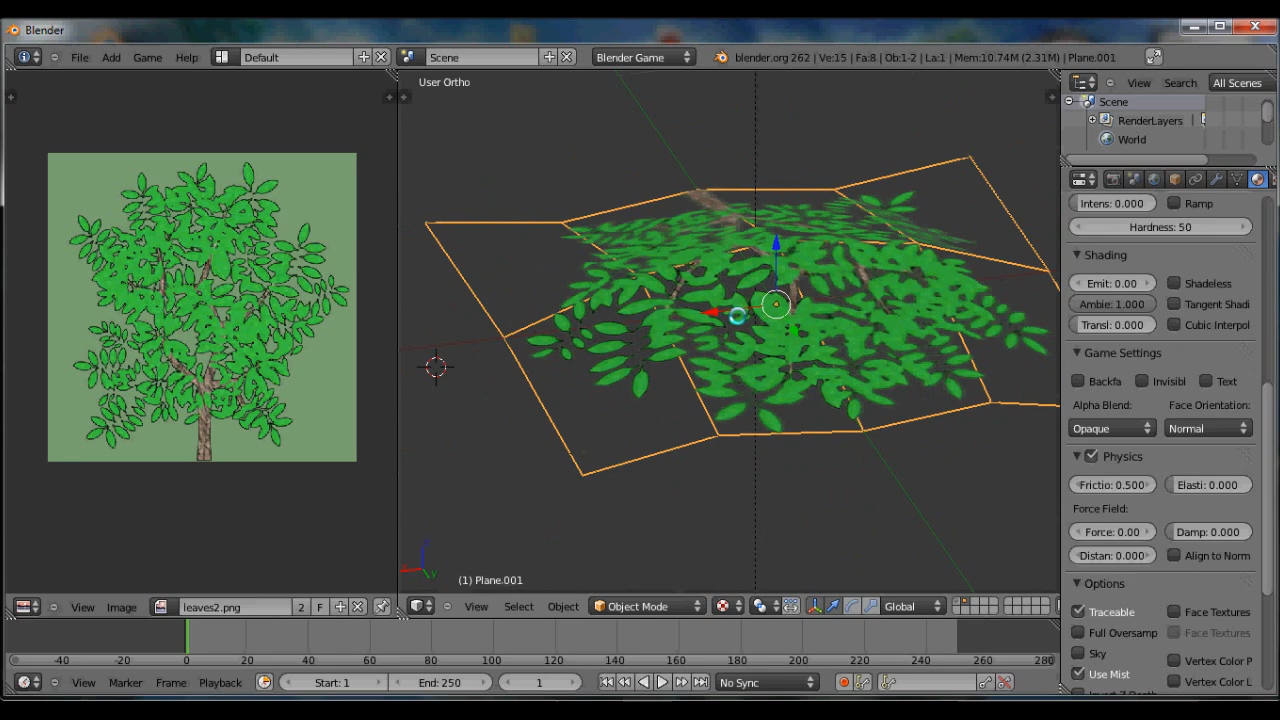 Blender
File Add Game Help Default Scene Blender Game blender.org 262 | Ve:15 | Fa:8 | Ob:1-2 | La:1 | Mem:10.74M (2.31M) | Plane.001
User Ortho
View Search All Scenes
Scene
RenderLayers
World
Intens: 0.000 Ramp
Hardness: 50
Shading
Emit: 0.00 Shadeless
Ambie: 1.000 Tangent Shadi
Transl: 0.000 Cubic Interpol
Game Settings
Backfa Invisibl Text
Alpha Blend: Face Orientation:
Opaque Normal
Physics
Frictio: 0.500 Elasti: 0.000
Force Field:
Force: 0.00 Damp: 0.000
Distan: 0.000 Align to Norm
Options
Traceable Face Textures
Full Oversamp Face Textures
Sky
Vertex Color P
Use Mist
Vertex Color L
(1) Plane.001
View Image leaves2.png 2 F View Select Object Object Mode Global
-40 -20 0 20 40 60 80 100 120 140 160 180 200 220 240 260 280
View Marker Frame Playback Start: 1 End: 250 1 No Sync